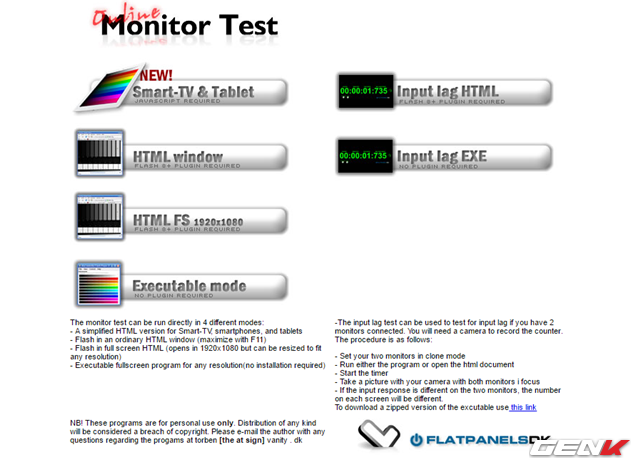 Online
Monitor Test
NEW!
Smart-TV & Tablet
JAVASCRIPT REQUIRED
HTML window
FLASH 9+ PLUGIN REQUIRED
HTML FS 1920x1080
FLASH 9+ PLUGIN REQUIRED
Executable mode
NO PLUGIN REQUIRED
00:00:01:735
Input lag HTML
FLASH 9+ PLUGIN REQUIRED
00:00:01:735
Input lag EXE
NO PLUGIN REQUIRED
The monitor test can be run directly in 4 different modes:
- A simplified HTML version for Smart-TV, smartphones, and tablets
- Flash in an ordinary HTML window (maximize with F11)
- Flash in full screen HTML (opens in 1920x1080 but can be resized to fit
any resolution)
- Executable fullscreen program for any resolution(no installation required)
NB! These programs are for personal use only. Distribution of any kind
will be considered a breach of copyright. Please e-mail the author with any
questions regarding the progams at torben [the at sign] vanity . dk
-The input lag test can be used to test for input lag if you have 2
monitors connected. You will need a camera to record the counter.
The procedure is as follows:
- Set your two monitors in clone mode
- Run either the program or open the html document
- Start the timer
- Take a picture with your camera with both monitors i focus
- If the input response is different on the two monitors, the number
on each screen will be different.
To download a zipped version of the excutable use this link
FLATPANELSDK
GENK